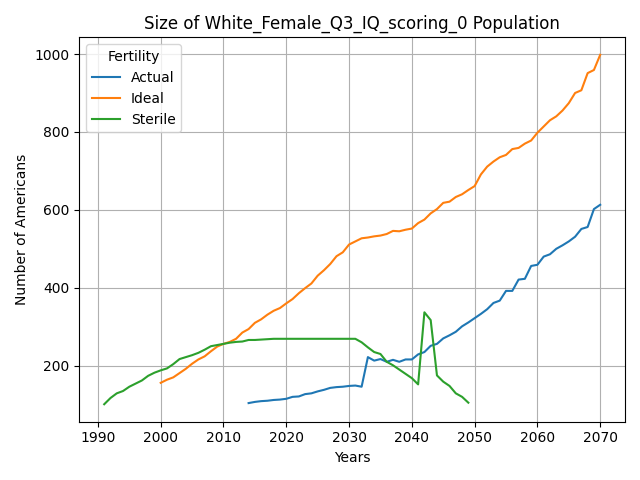 Size of White_Female_Q3_IQ_scoring_0 Population
Fertility
Actual
Ideal
Sterile
Number of Americans
1000
800
600
400
200
1990 2000 2010 2020 2030 2040 2050 2060 2070
Years